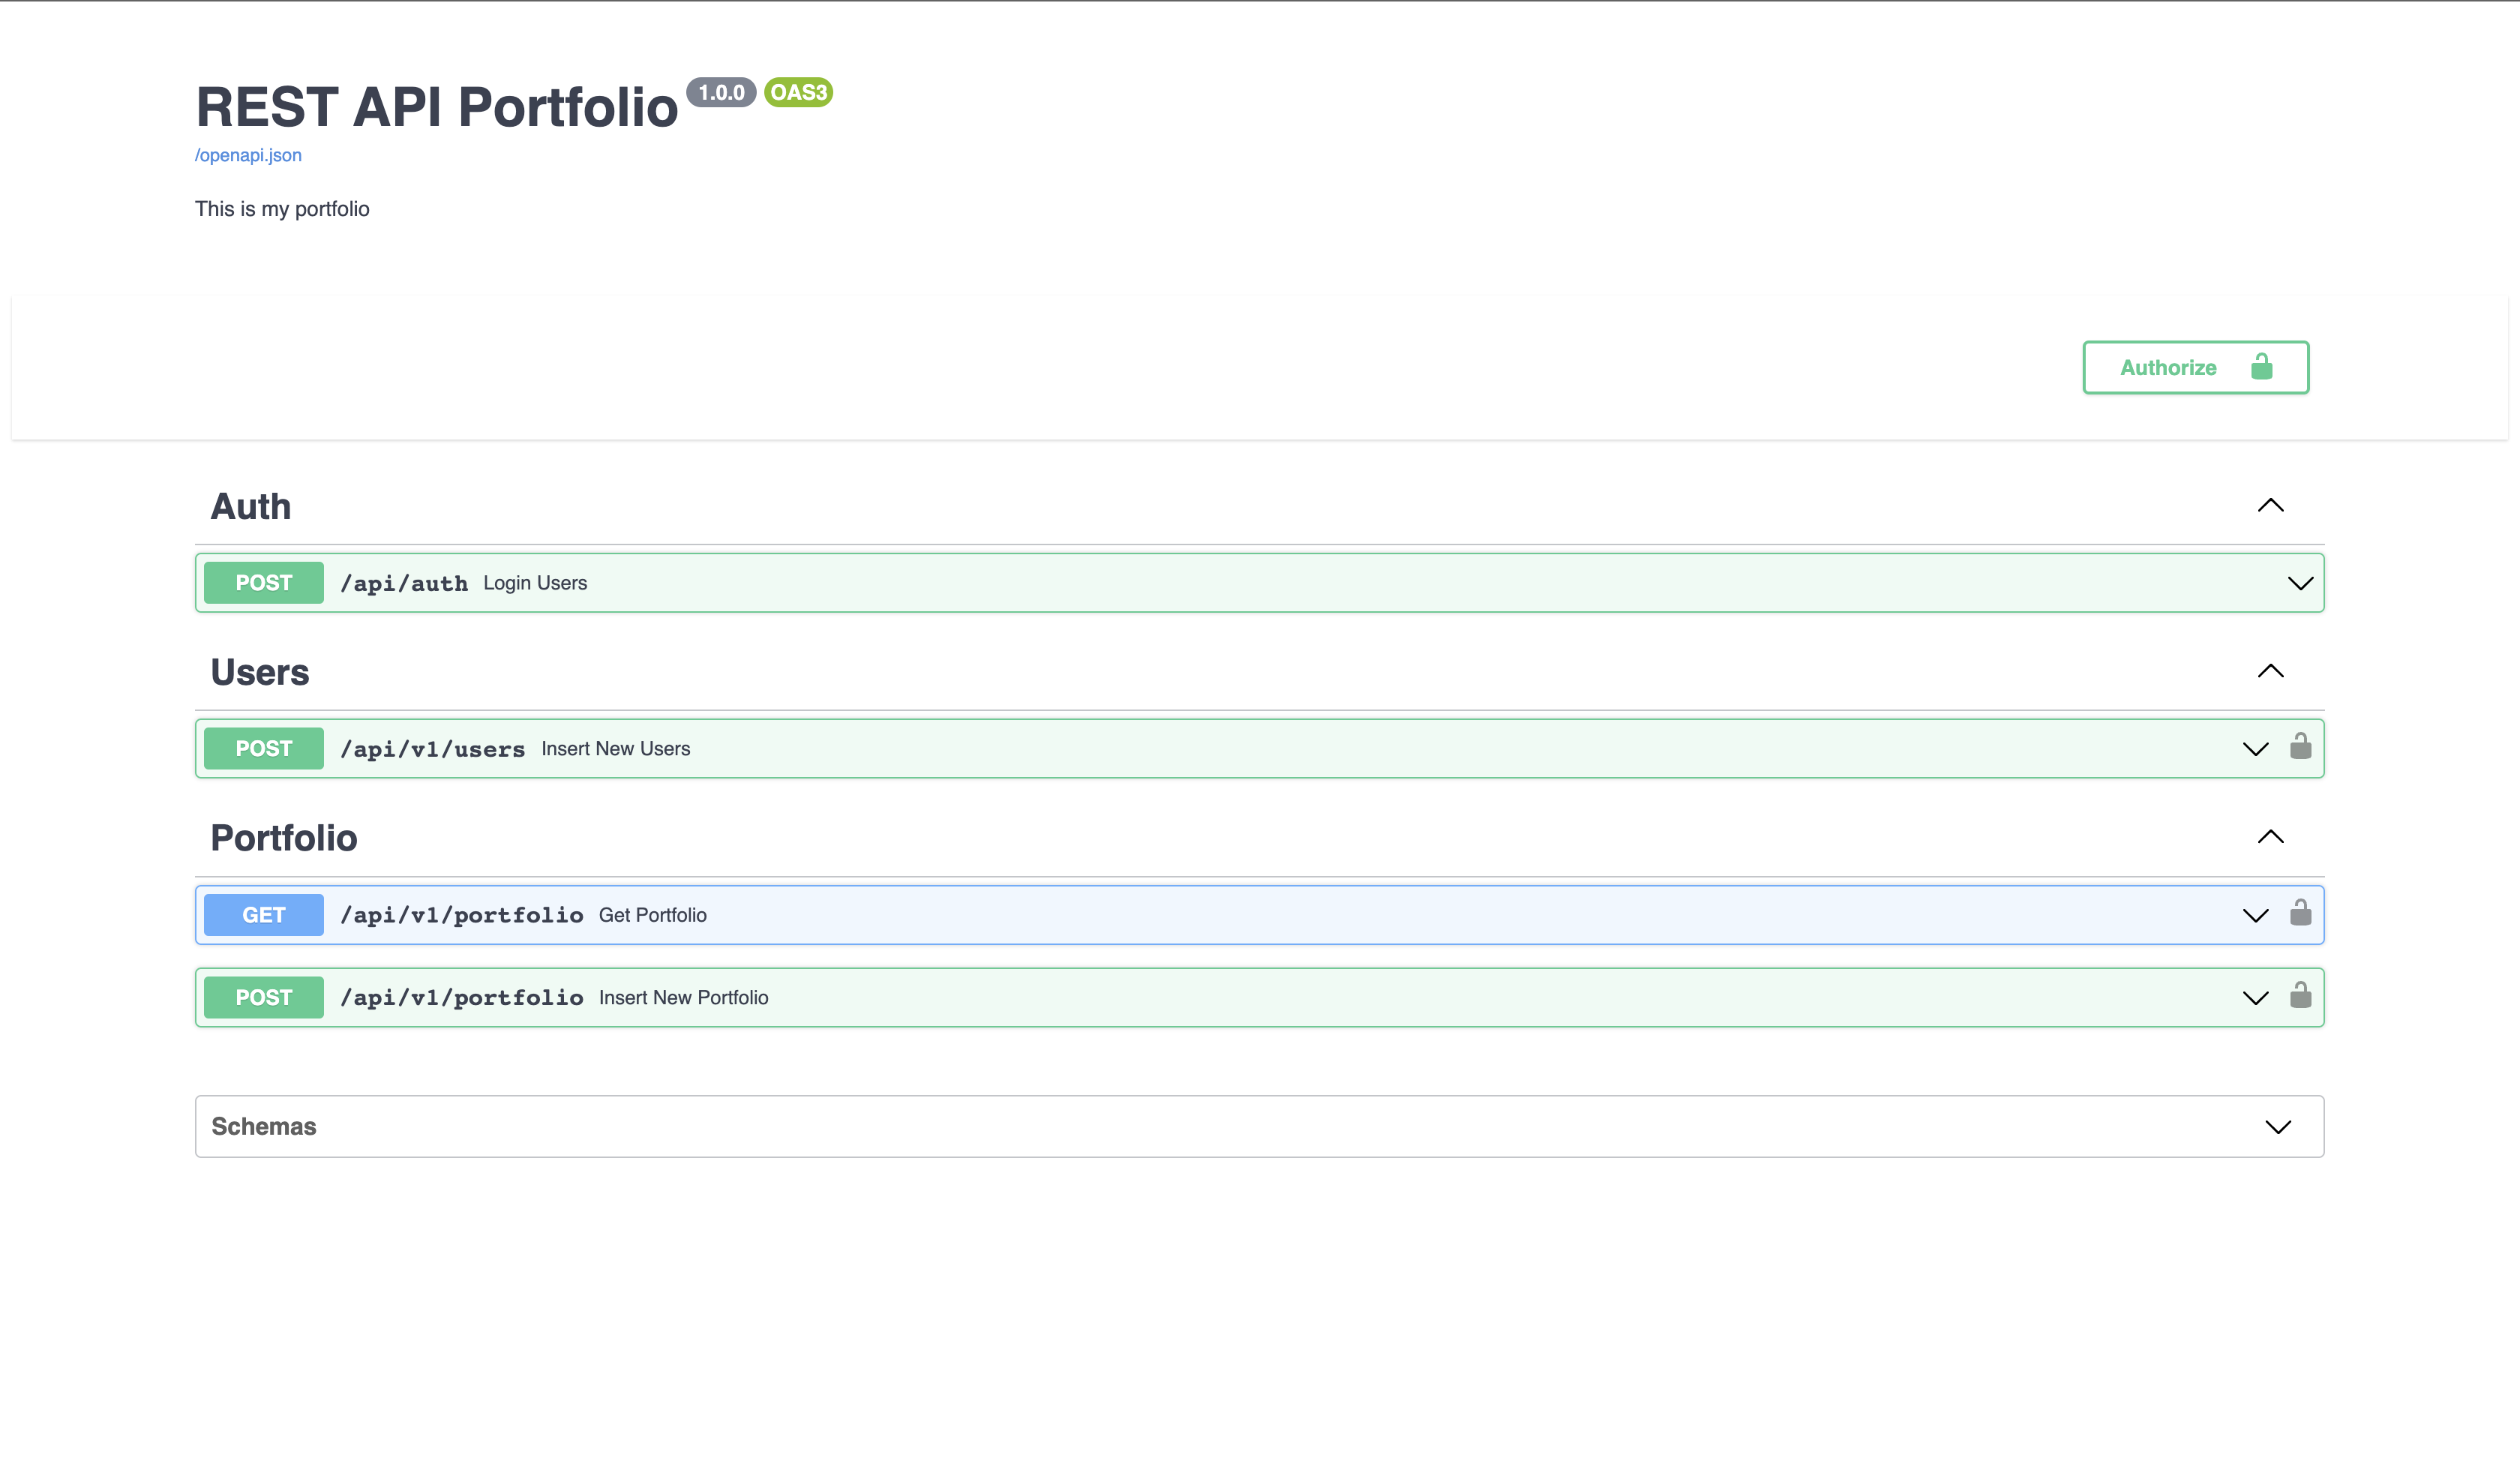 REST API Portfolio 1.0.0 OAS3
/openapi.json
This is my portfolio
Authorize
Auth
POST /api/auth Login Users
Users
POST /api/v1/users Insert New Users
Portfolio
GET /api/v1/portfolio Get Portfolio
POST /api/v1/portfolio Insert New Portfolio
Schemas